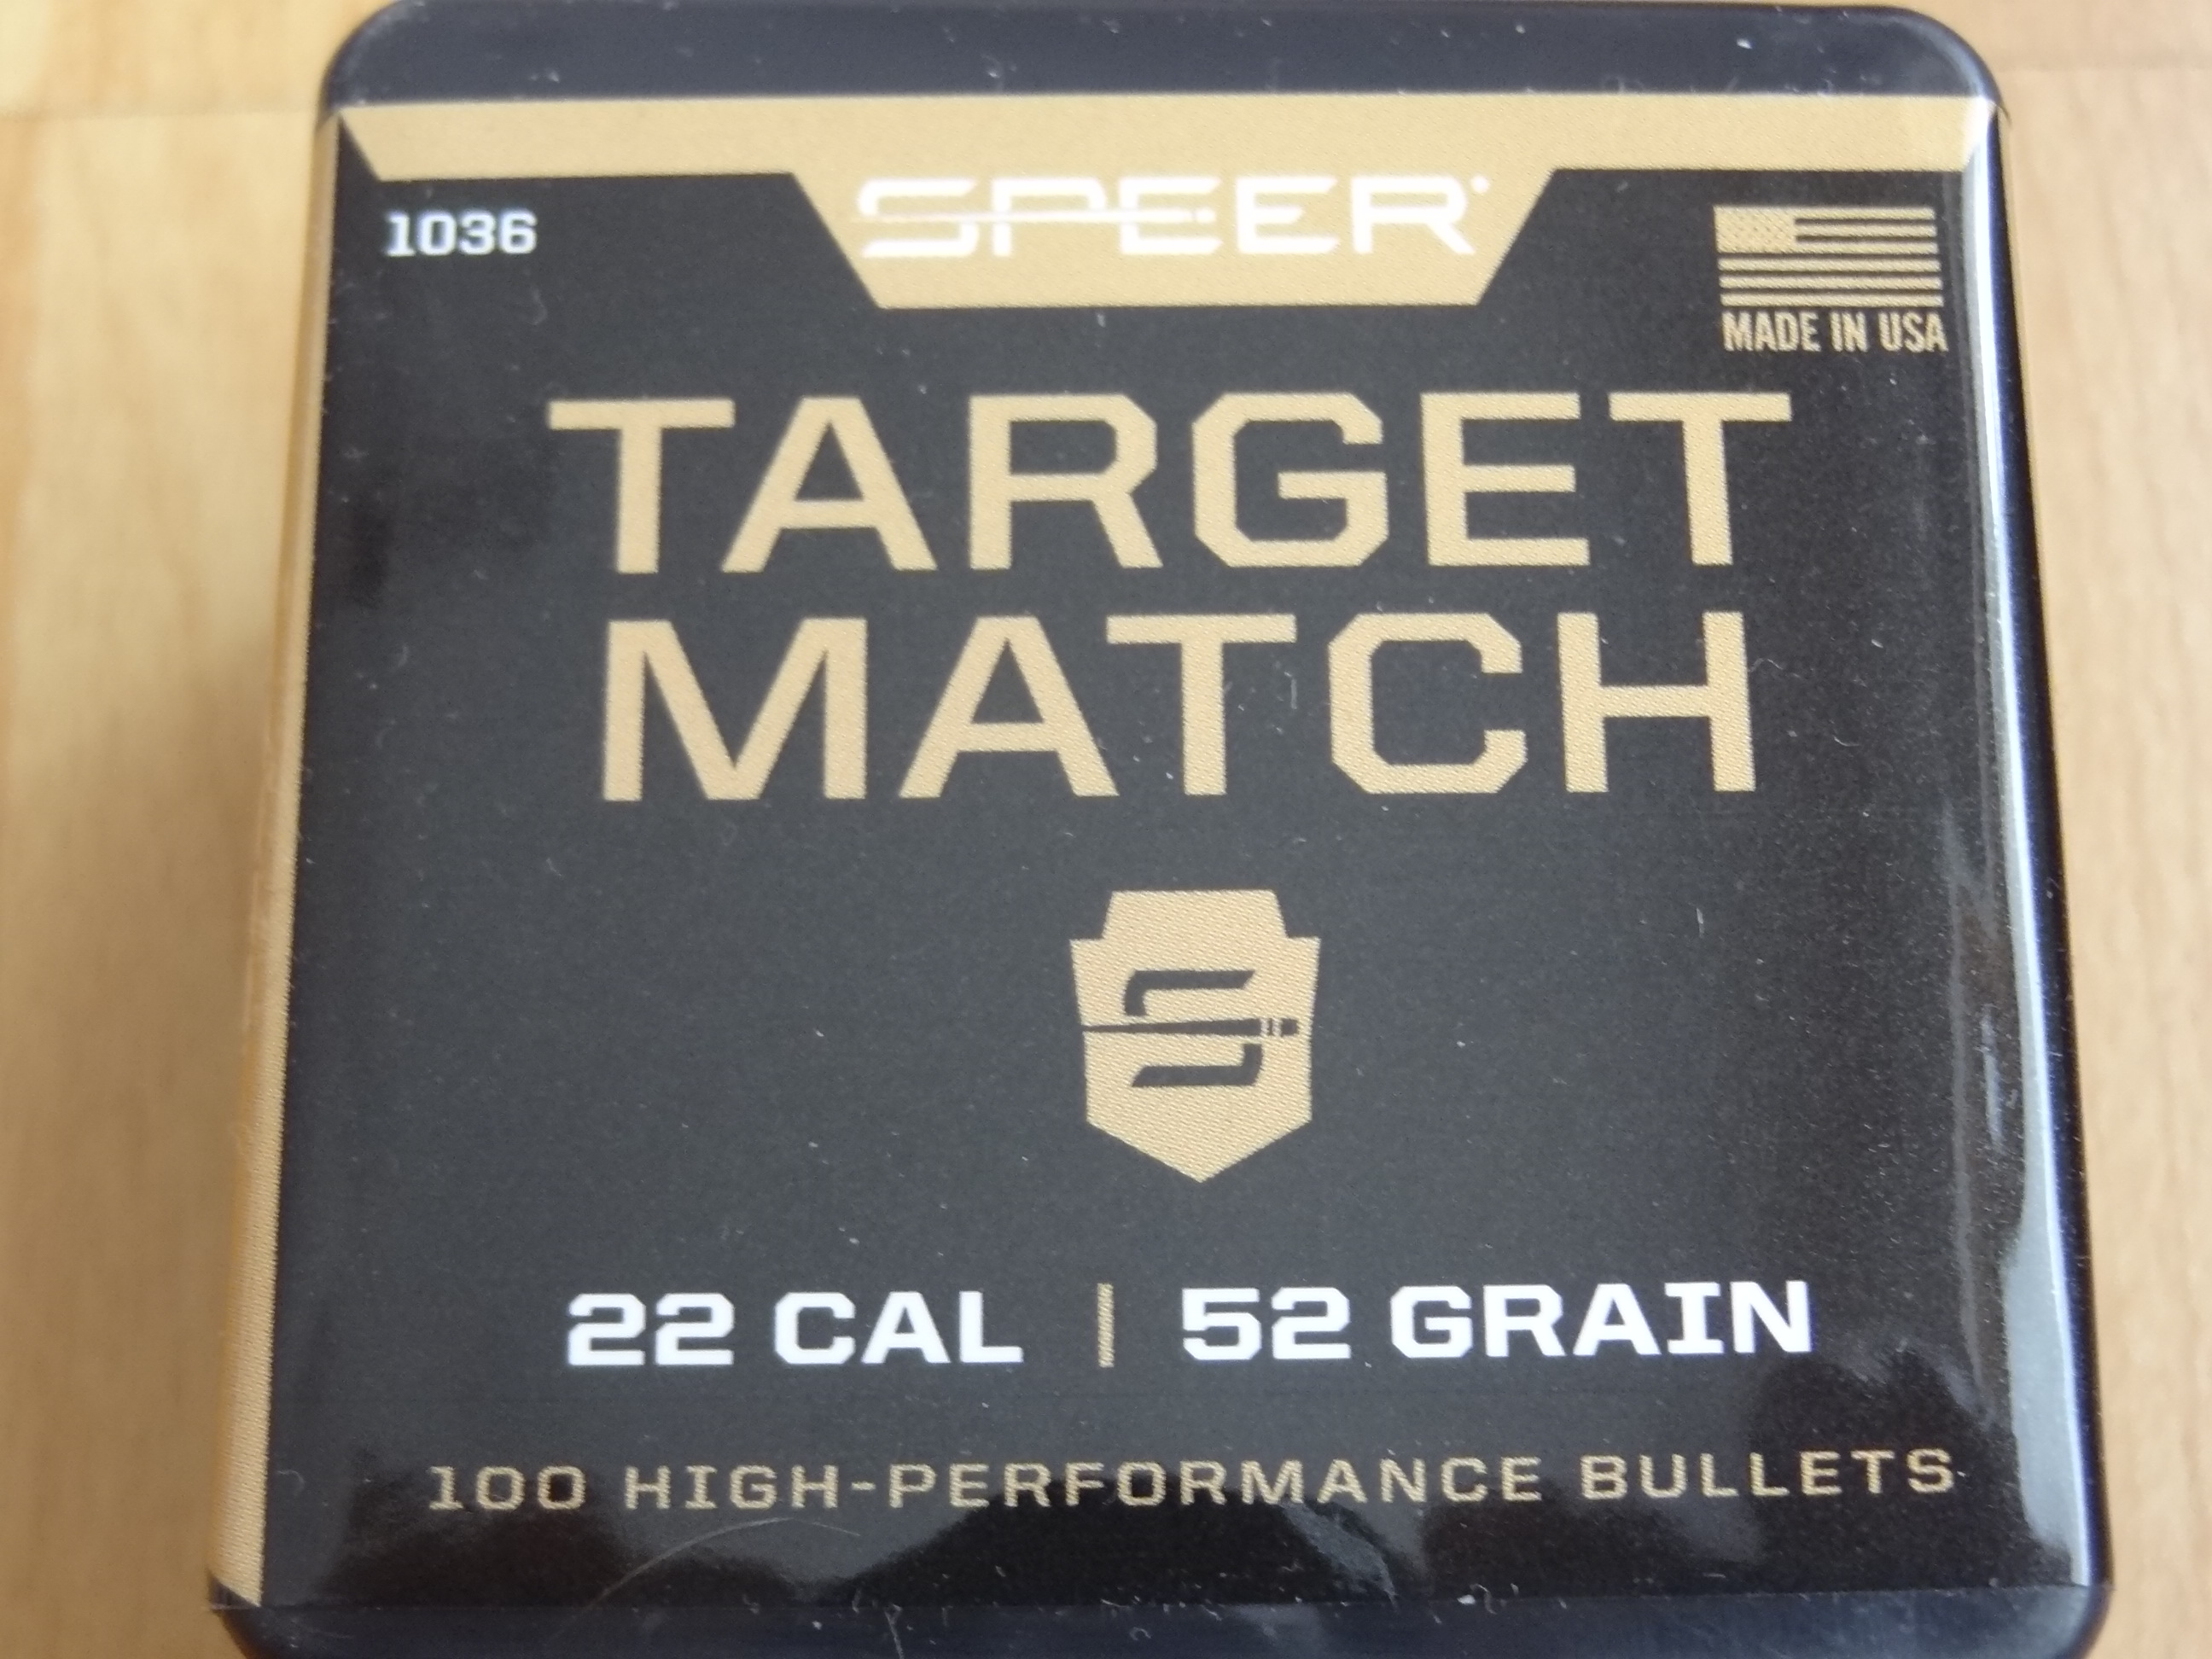 SPEER
1036
MADE IN USA
TARGET
MATCH
22 CAL | 52 GRAIN
100 HIGH-PERFORMANCE BULLETS